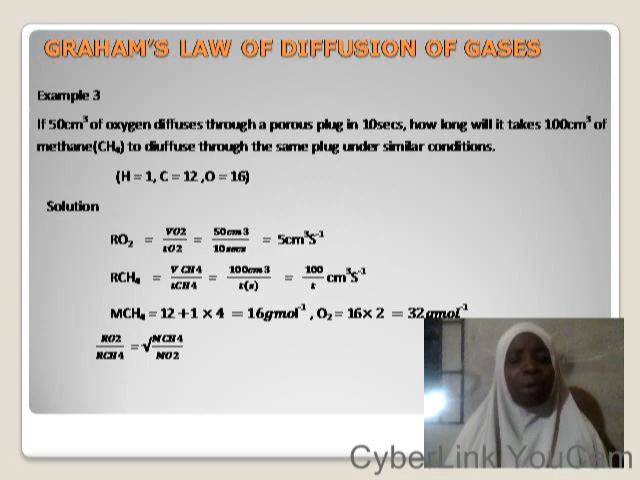 GRAHAM'S LAW OF DIFFUSION OF GASES
Example 3
If 50cm³ of oxygen diffuses through a porous plug in 10secs, how long will it takes 100cm³ of
methane(CH₄) to diuffuse through the same plug under similar conditions.
(H = 1, C = 12 ,O = 16)
Solution
RO₂ = VO2/tO2 = 50cm3/10secs = 5cm³S⁻¹
RCH₄ = V CH4/tCH4 = 100cm3/t(s) = 100/t cm³S⁻¹
MCH₄ = 12 +1 × 4 = 16gmol⁻¹ , O₂ = 16× 2 = 32gmol⁻¹
RO2/RCH4 = √MCH4/MO2
CyberLink YouCam